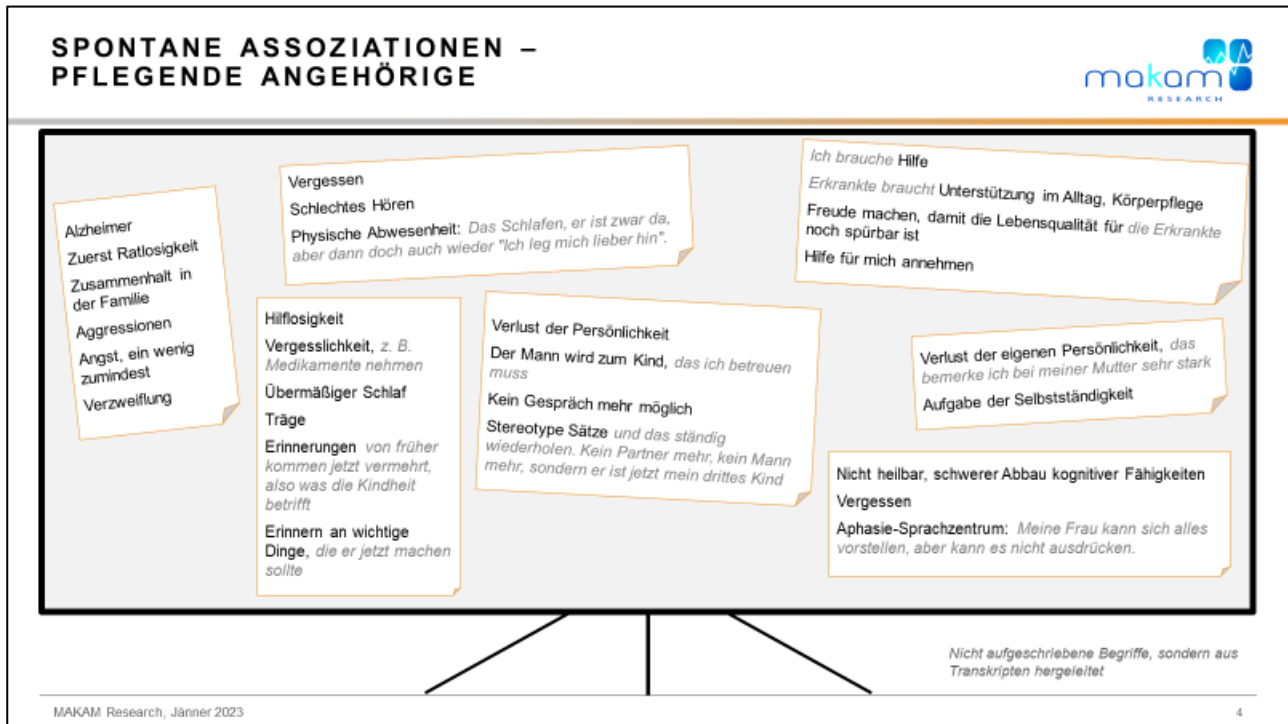 SPONTANE ASSOZIATIONEN –
PFLEGENDE ANGEHÖRIGE
makam
RESEARCH
Alzheimer
Zuerst Ratlosigkeit
Zusammenhalt in
der Familie
Aggressionen
Angst, ein wenig
zumindest
Verzweiflung
Vergessen
Schlechtes Hören
Physische Abwesenheit: Das Schlafen, er ist zwar da,
aber dann doch auch wieder "Ich leg mich lieber hin".
Ich brauche Hilfe
Erkrankte braucht Unterstützung im Alltag, Körperpflege
Freude machen, damit die Lebensqualität für die Erkrankte
noch spürbar ist
Hilfe für mich annehmen
Hilflosigkeit
Vergesslichkeit, z. B.
Medikamente nehmen
Übermäßiger Schlaf
Träge
Erinnerungen von früher
kommen jetzt vermehrt,
also was die Kindheit
betrifft
Erinnern an wichtige
Dinge, die er jetzt machen
sollte
Verlust der Persönlichkeit
Der Mann wird zum Kind, das ich betreuen
muss
Kein Gespräch mehr möglich
Stereotype Sätze und das ständig
wiederholen. Kein Partner mehr, kein Mann
mehr, sondern er ist jetzt mein drittes Kind
Verlust der eigenen Persönlichkeit, das
bemerke ich bei meiner Mutter sehr stark
Aufgabe der Selbstständigkeit
Nicht heilbar, schwerer Abbau kognitiver Fähigkeiten
Vergessen
Aphasie-Sprachzentrum: Meine Frau kann sich alles
vorstellen, aber kann es nicht ausdrücken.
Nicht aufgeschriebene Begriffe, sondern aus
Transkripten hergeleitet
MAKAM Research, Jänner 2023
4